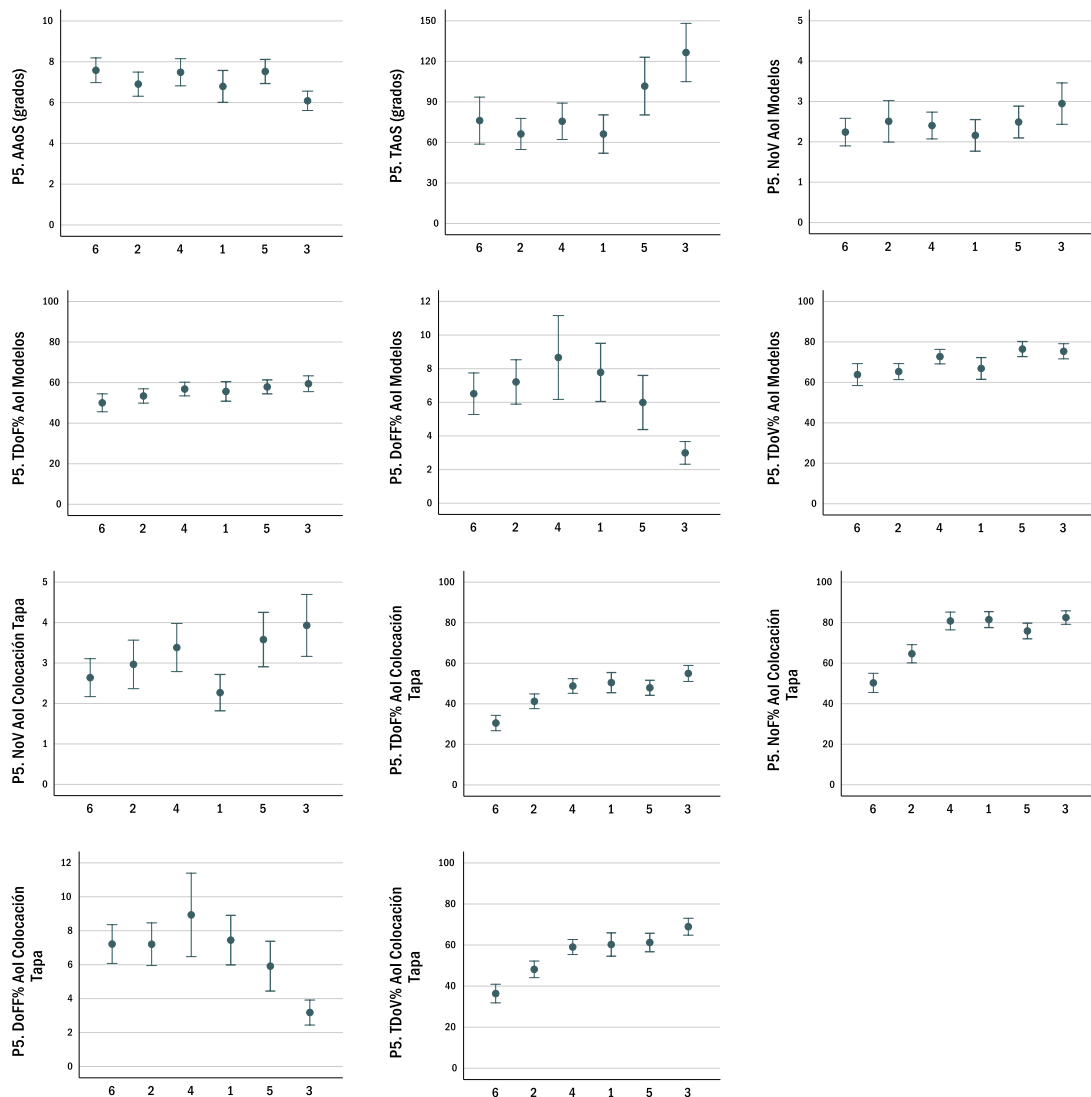 P5. AAoS (grados)
10
8
6
4
2
0
6 2 4 1 5 3
P5. TAoS (grados)
150
120
90
60
30
0
6 2 4 1 5 3
P5. NoV AoI Modelos
5
4
3
2
1
0
6 2 4 1 5 3
P5. TDoF% AoI Modelos
100
80
60
40
20
0
6 2 4 1 5 3
P5. DoFF% AoI Modelos
12
10
8
6
4
2
0
6 2 4 1 5 3
P5. TDoV% AoI Modelos
100
80
60
40
20
0
6 2 4 1 5 3
P5. NoV AoI Colocación Tapa
5
4
3
2
1
0
6 2 4 1 5 3
P5. TDoF% AoI Colocación
Tapa
100
80
60
40
20
0
6 2 4 1 5 3
P5. NoF% AoI Colocación
Tapa
100
80
60
40
20
0
6 2 4 1 5 3
P5. DoFF% AoI Colocación
Tapa
12
10
8
6
4
2
0
6 2 4 1 5 3
P5. TDoV% AoI Colocación
Tapa
100
80
60
40
20
0
6 2 4 1 5 3